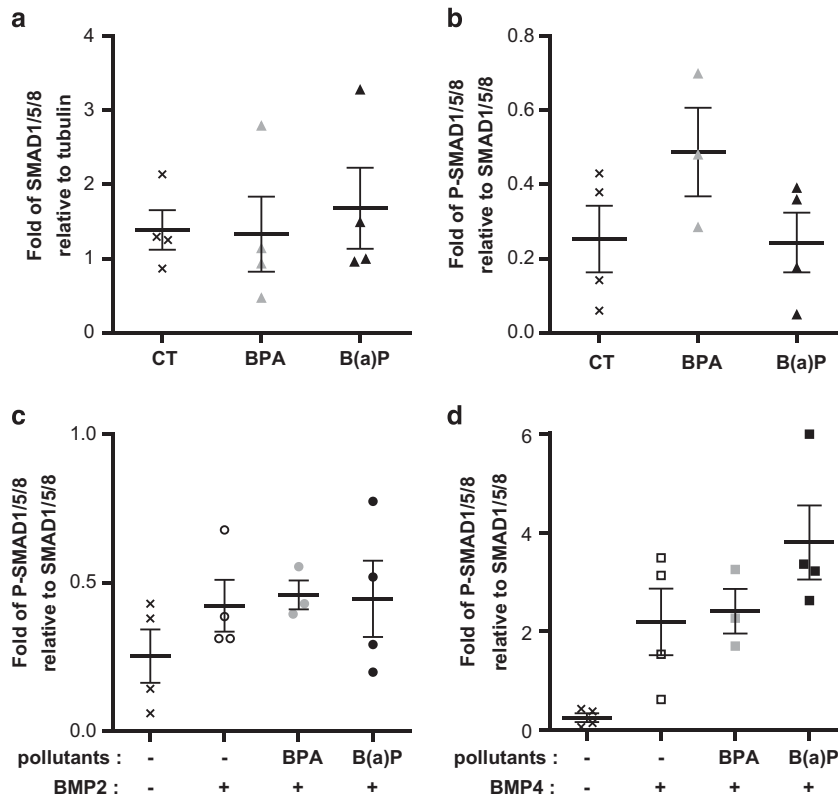 a
Fold of SMAD1/5/8
relative to tubulin
4
3
2
1
0
CT BPA B(a)P
b
Fold of P-SMAD1/5/8
relative to SMAD1/5/8
0.8
0.6
0.4
0.2
0.0
CT BPA B(a)P
c
Fold of P-SMAD1/5/8
relative to SMAD1/5/8
1.0
0.5
0.0
pollutants : - - BPA B(a)P
BMP2 : - + + +
d
Fold of P-SMAD1/5/8
relative to SMAD1/5/8
6
4
2
0
pollutants : - - BPA B(a)P
BMP4 : - + + +